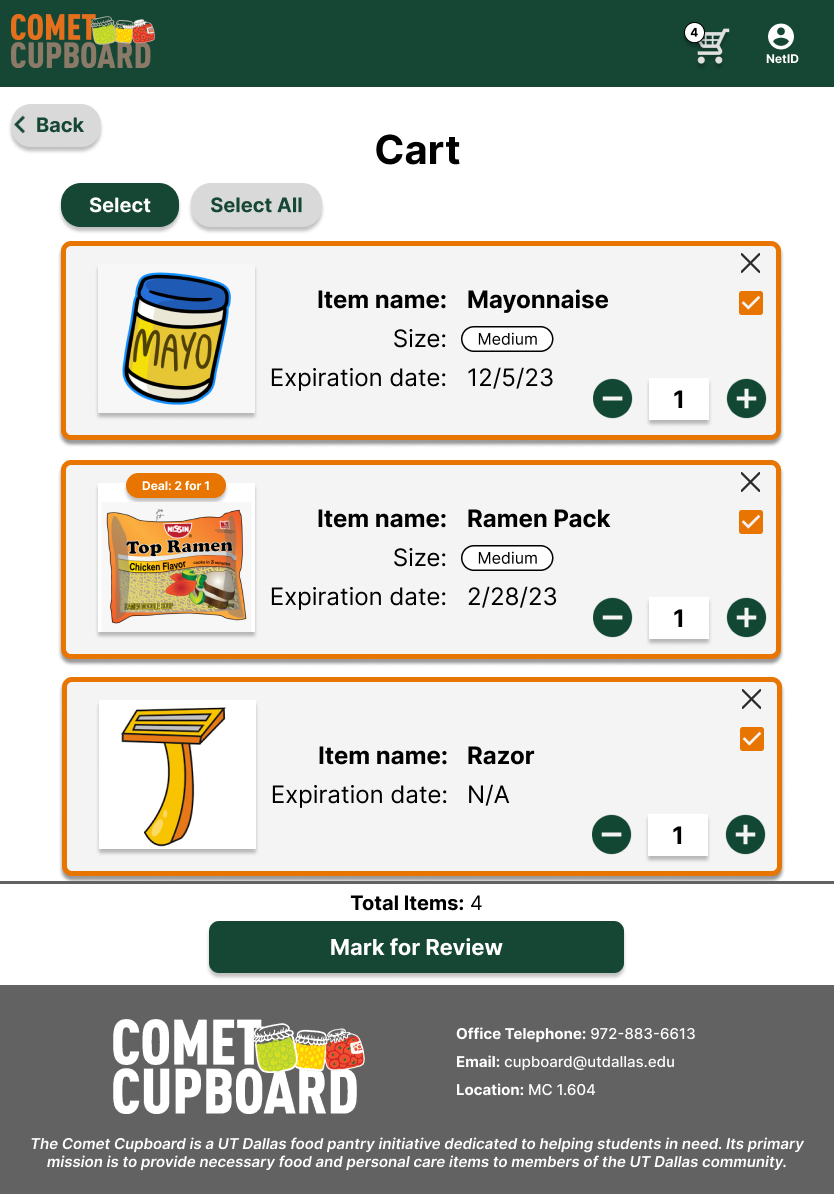 COMET
CUPBOARD
4
NetID
Back
Cart
Select
Select All
MAYO
Item name: Mayonnaise
Size: Medium
Expiration date: 12/5/23
1
Deal: 2 for 1
NISSIN
Top Ramen
Chicken Flavor
RAMEN NOODLE SOUP
Item name: Ramen Pack
Size: Medium
Expiration date: 2/28/23
1
Item name: Razor
Expiration date: N/A
1
Total Items: 4
Mark for Review
COMET
CUPBOARD
Office Telephone: 972-883-6613
Email: cupboard@utdallas.edu
Location: MC 1.604
The Comet Cupboard is a UT Dallas food pantry initiative dedicated to helping students in need. Its primary
mission is to provide necessary food and personal care items to members of the UT Dallas community.